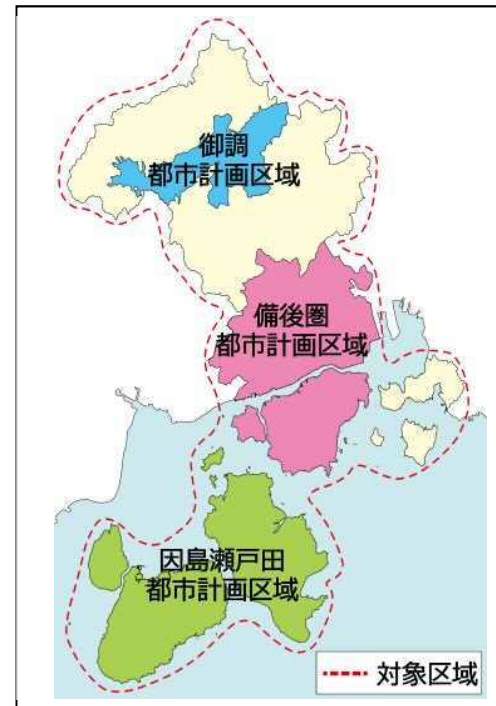 御調
都市計画区域
備後圏
都市計画区域
因島瀬戸田
都市計画区域
対象区域